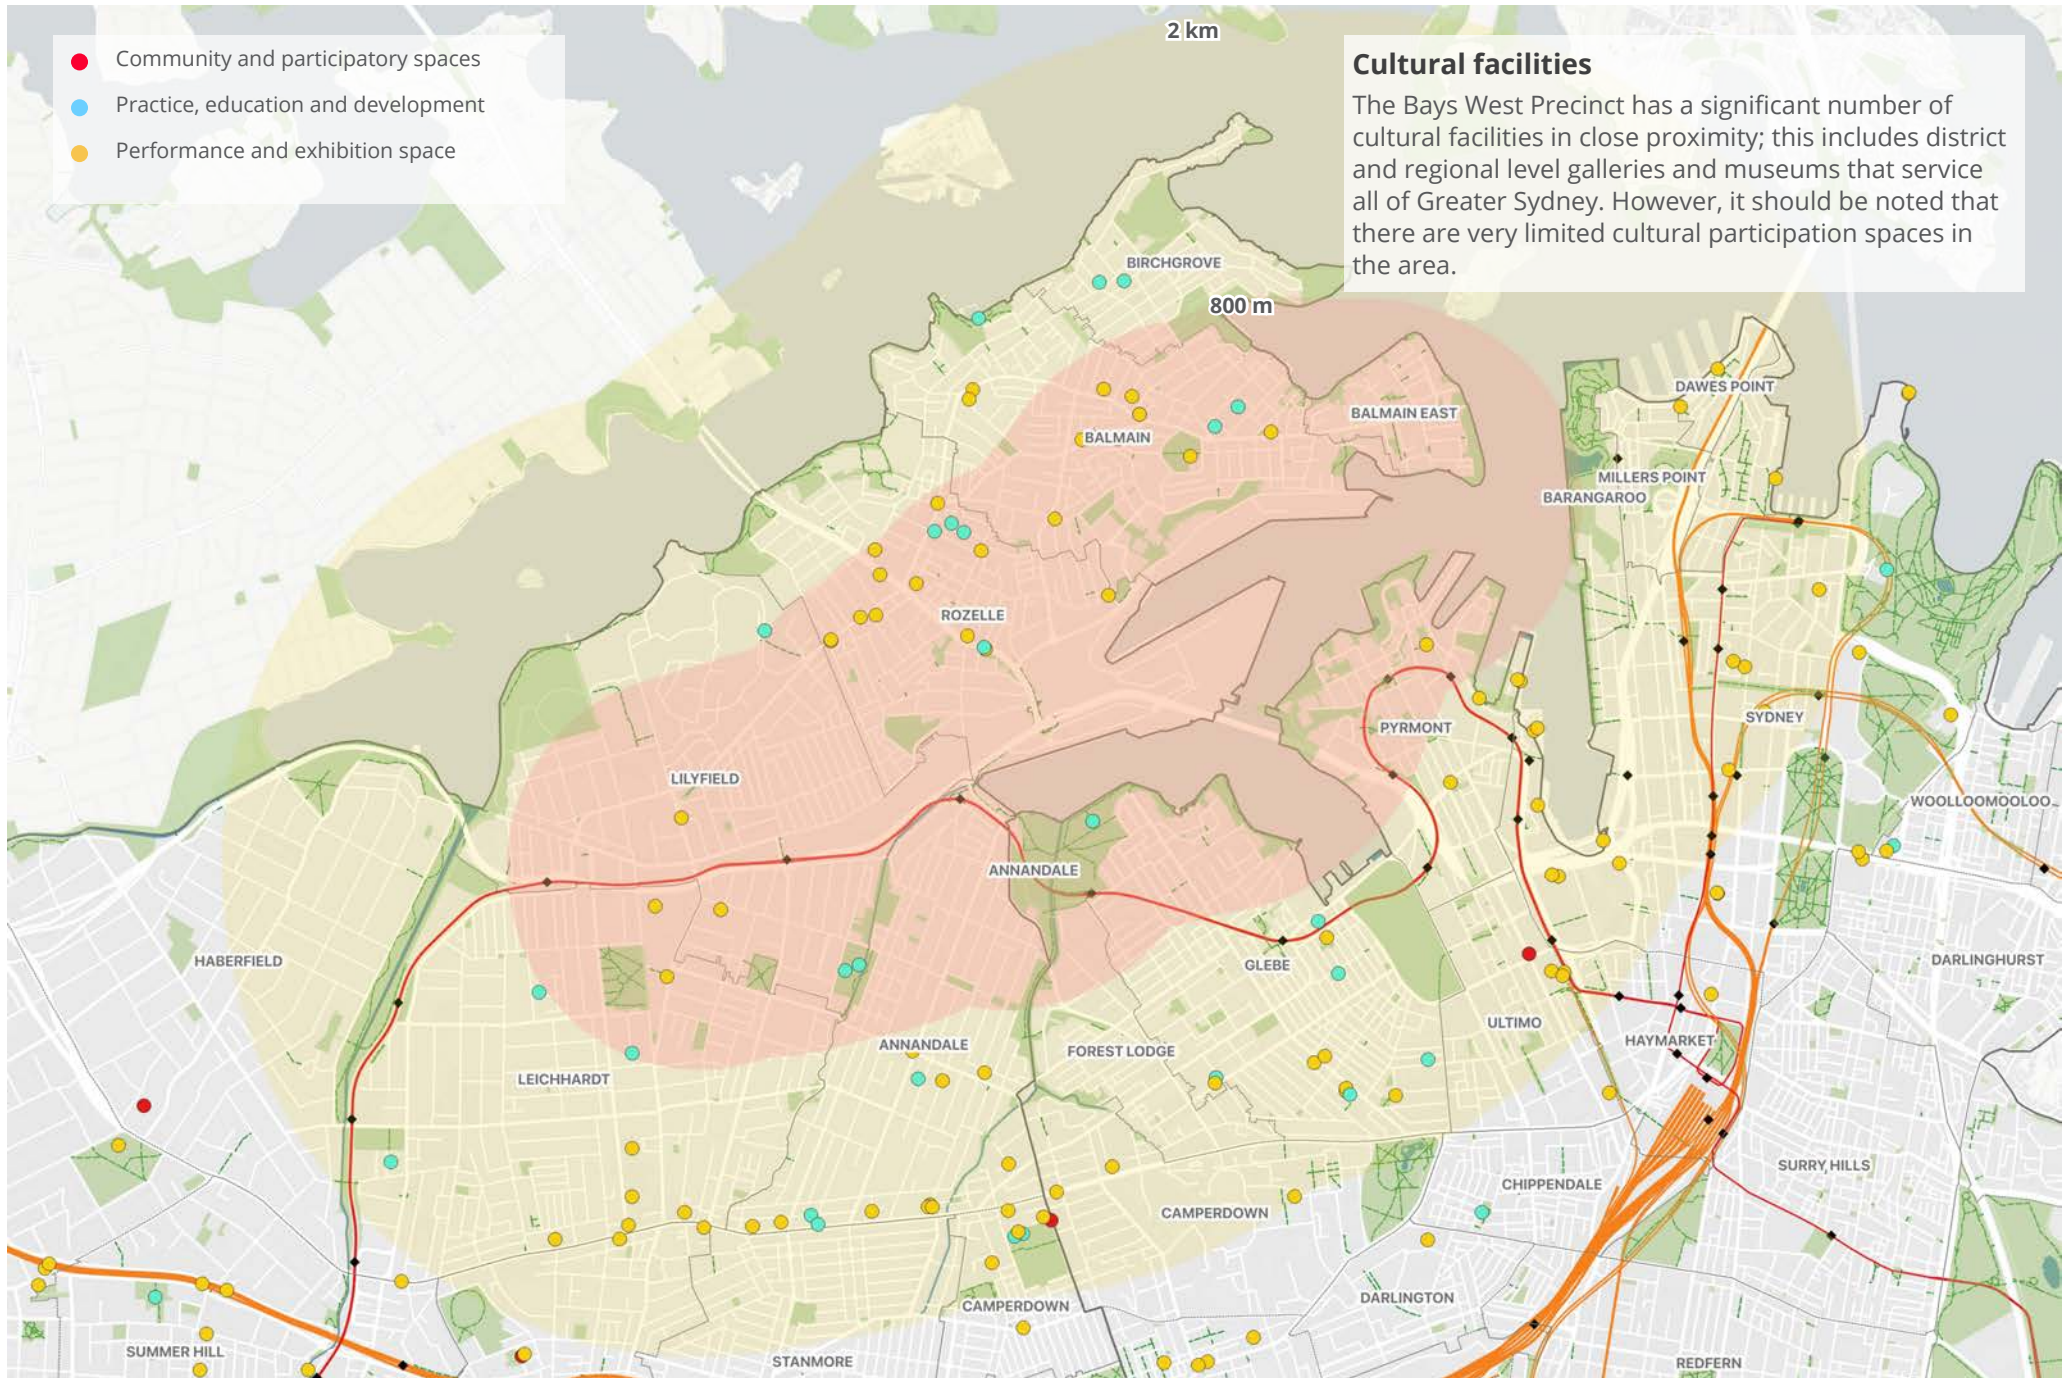 Community and participatory spaces
Practice, education and development
Performance and exhibition space
2 km
Cultural facilities
The Bays West Precinct has a significant number of
cultural facilities in close proximity; this includes district
and regional level galleries and museums that service
all of Greater Sydney. However, it should be noted that
there are very limited cultural participation spaces in
the area.
BIRCHGROVE
800 m
DAWES POINT
BALMAIN EAST
BALMAIN
MILLERS POINT
BARANGAROO
ROZELLE
SYDNEY
PYRMONT
LILYFIELD
WOOLLOOMOOLOO
ANNANDALE
HABERFIELD
DARLINGHURST
GLEBE
ULTIMO
HAYMARKET
ANNANDALE
FOREST LODGE
LEICHHARDT
SURRY HILLS
CHIPPENDALE
CAMPERDOWN
DARLINGTON
CAMPERDOWN
SUMMER HILL
STANMORE
REDFERN